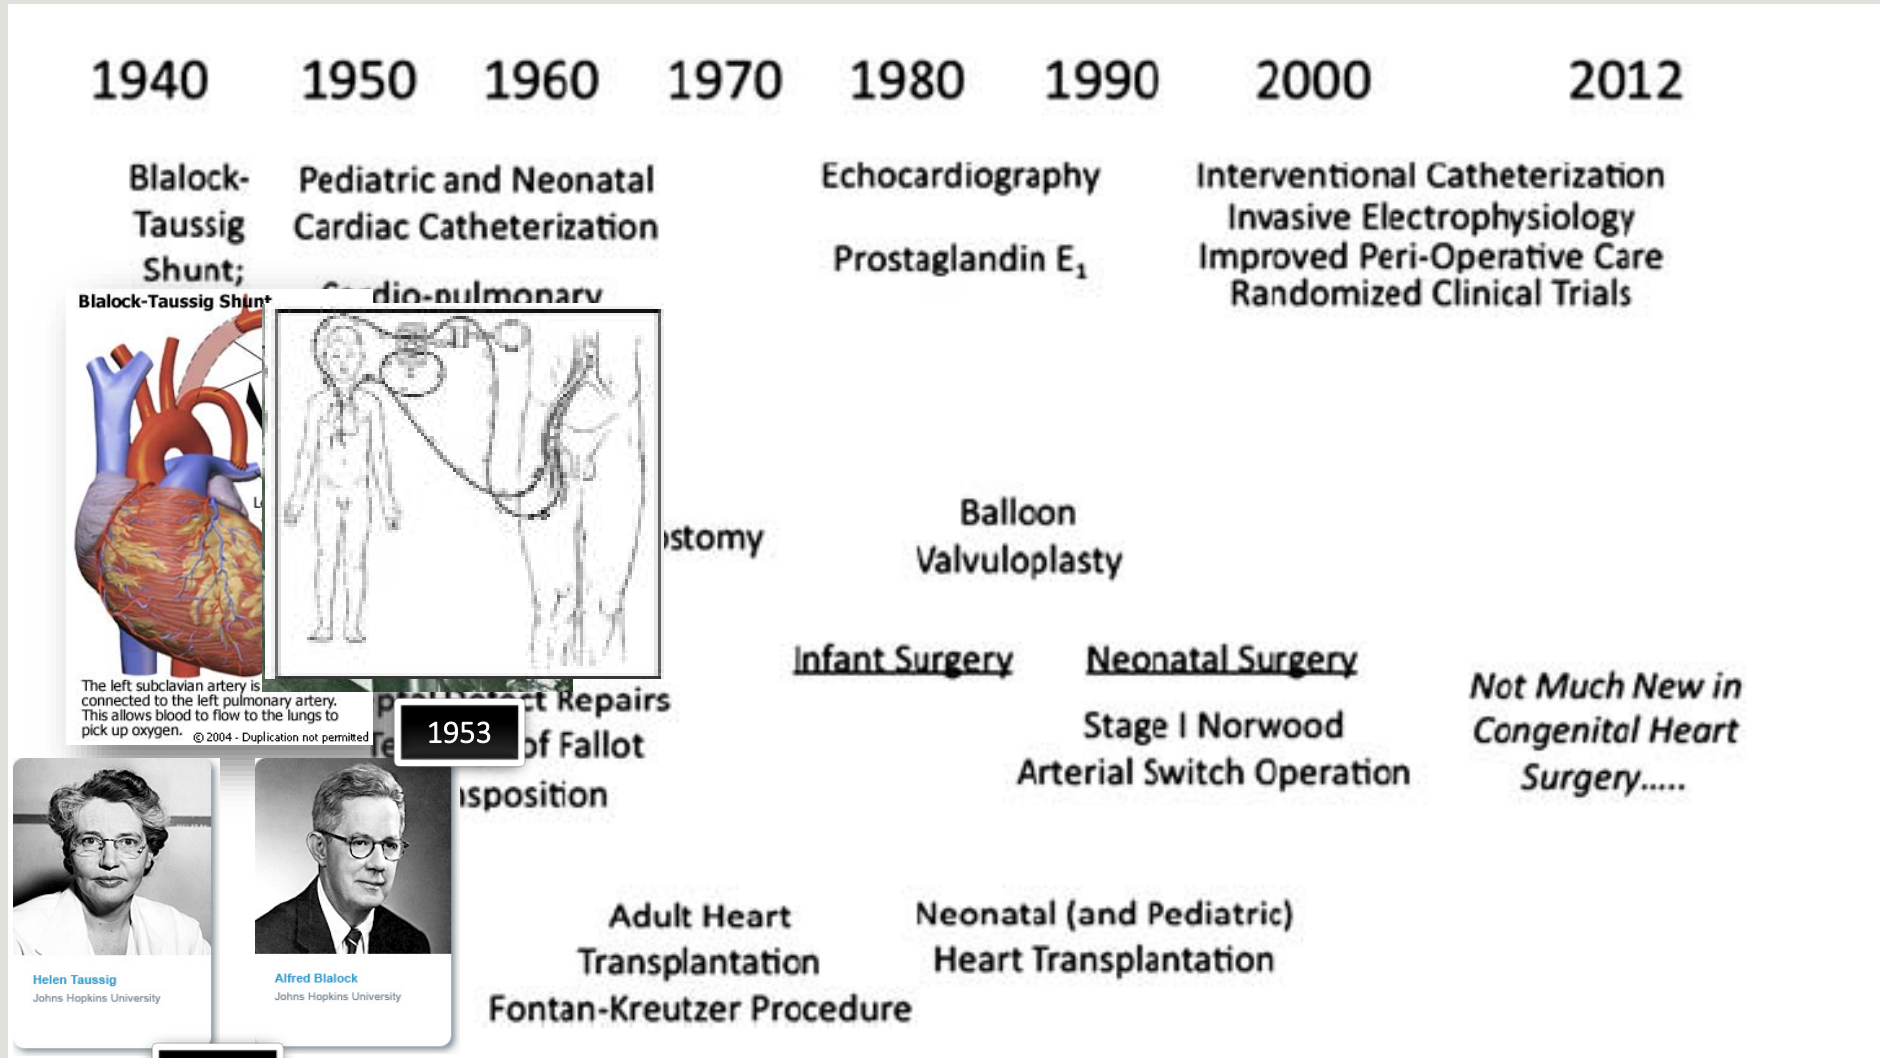 1940 1950 1960 1970 1980 1990 2000 2012
Blalock-
Taussig
Shunt;
Pediatric and Neonatal
Cardiac Catheterization
Echocardiography
Prostaglandin E₁
Interventional Catheterization
Invasive Electrophysiology
Improved Peri-Operative Care
Randomized Clinical Trials
Cardio-pulmonary
Blalock-Taussig Shunt
The left subclavian artery is
connected to the left pulmonary artery.
This allows blood to flow to the lungs to
pick up oxygen.
© 2004 - Duplication not permitted
ostomy
Balloon
Valvuloplasty
Infant Surgery
Neonatal Surgery
Stage I Norwood
Arterial Switch Operation
Not Much New in
Congenital Heart
Surgery.....
Repairs
1953
of Fallot
nsposition
Helen Taussig
Johns Hopkins University
Alfred Blalock
Johns Hopkins University
Adult Heart
Transplantation
Fontan-Kreutzer Procedure
Neonatal (and Pediatric)
Heart Transplantation